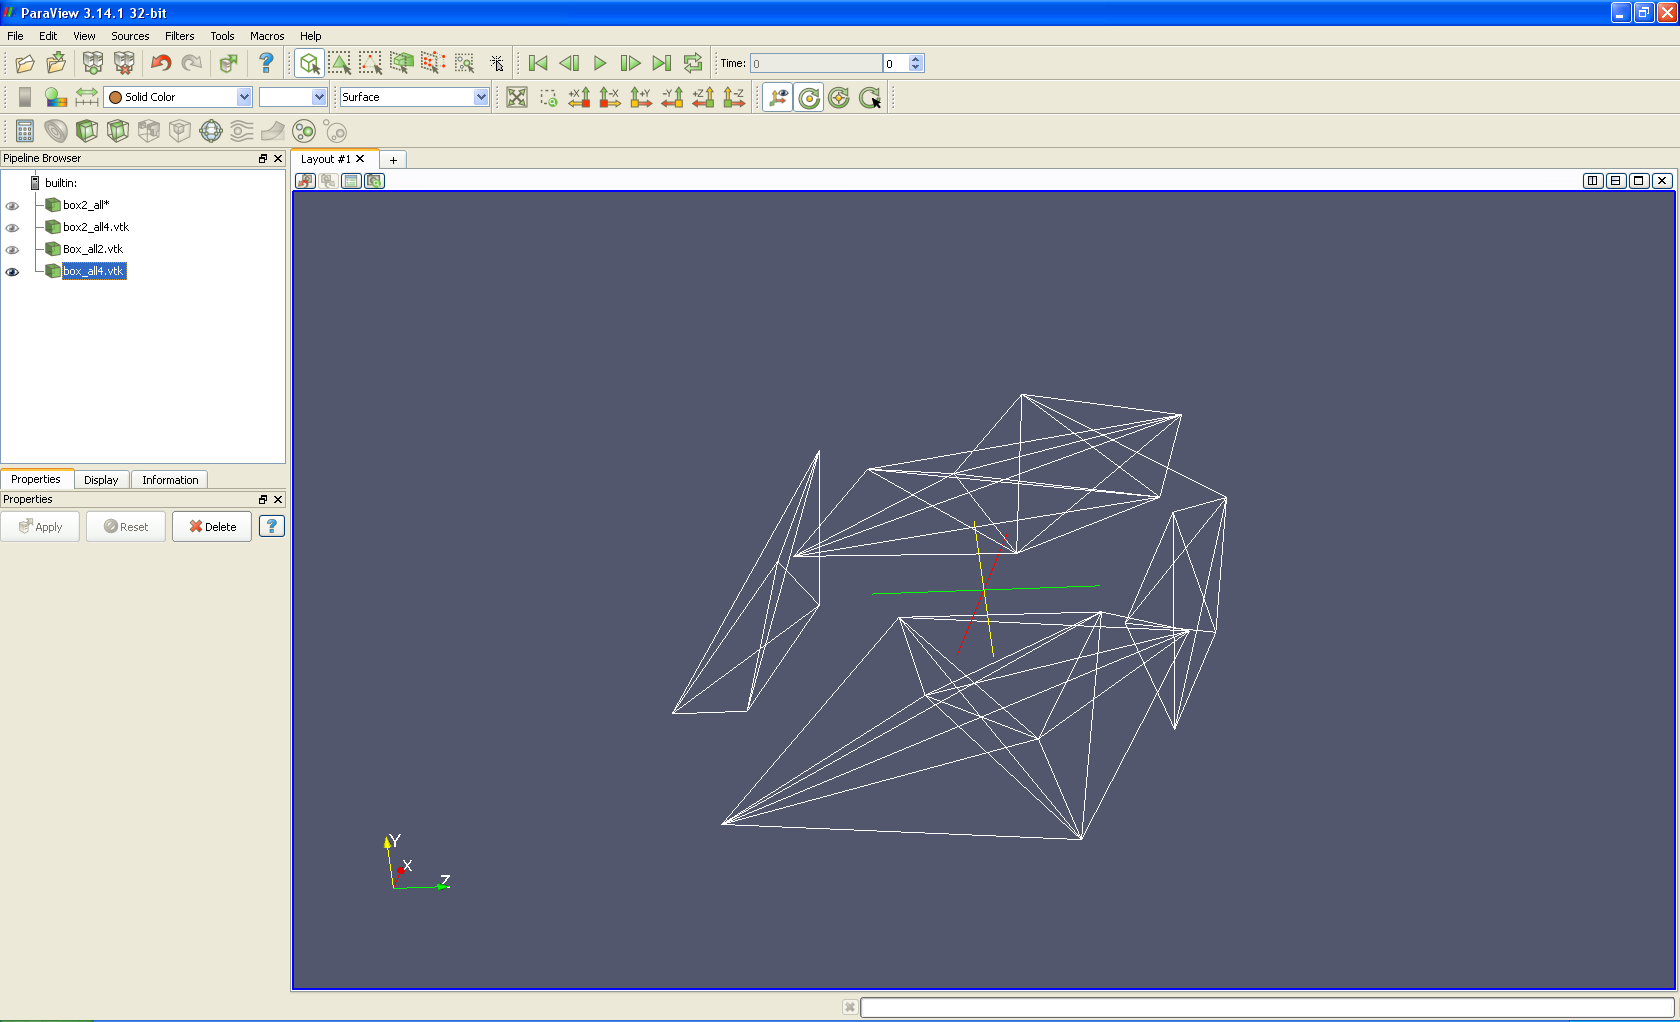 ParaView 3.14.1 32-bit
File Edit View Sources Filters Tools Macros Help
? Time: 0 0
Solid Color Surface +X -X +Y -Y +Z -Z
Pipeline Browser
Layout #1 +
builtin:
box2_all*
box2_all4.vtk
Box_all2.vtk
box_all4.vtk
Properties Display Information
Properties
Apply Reset Delete ?
Y
X
Z